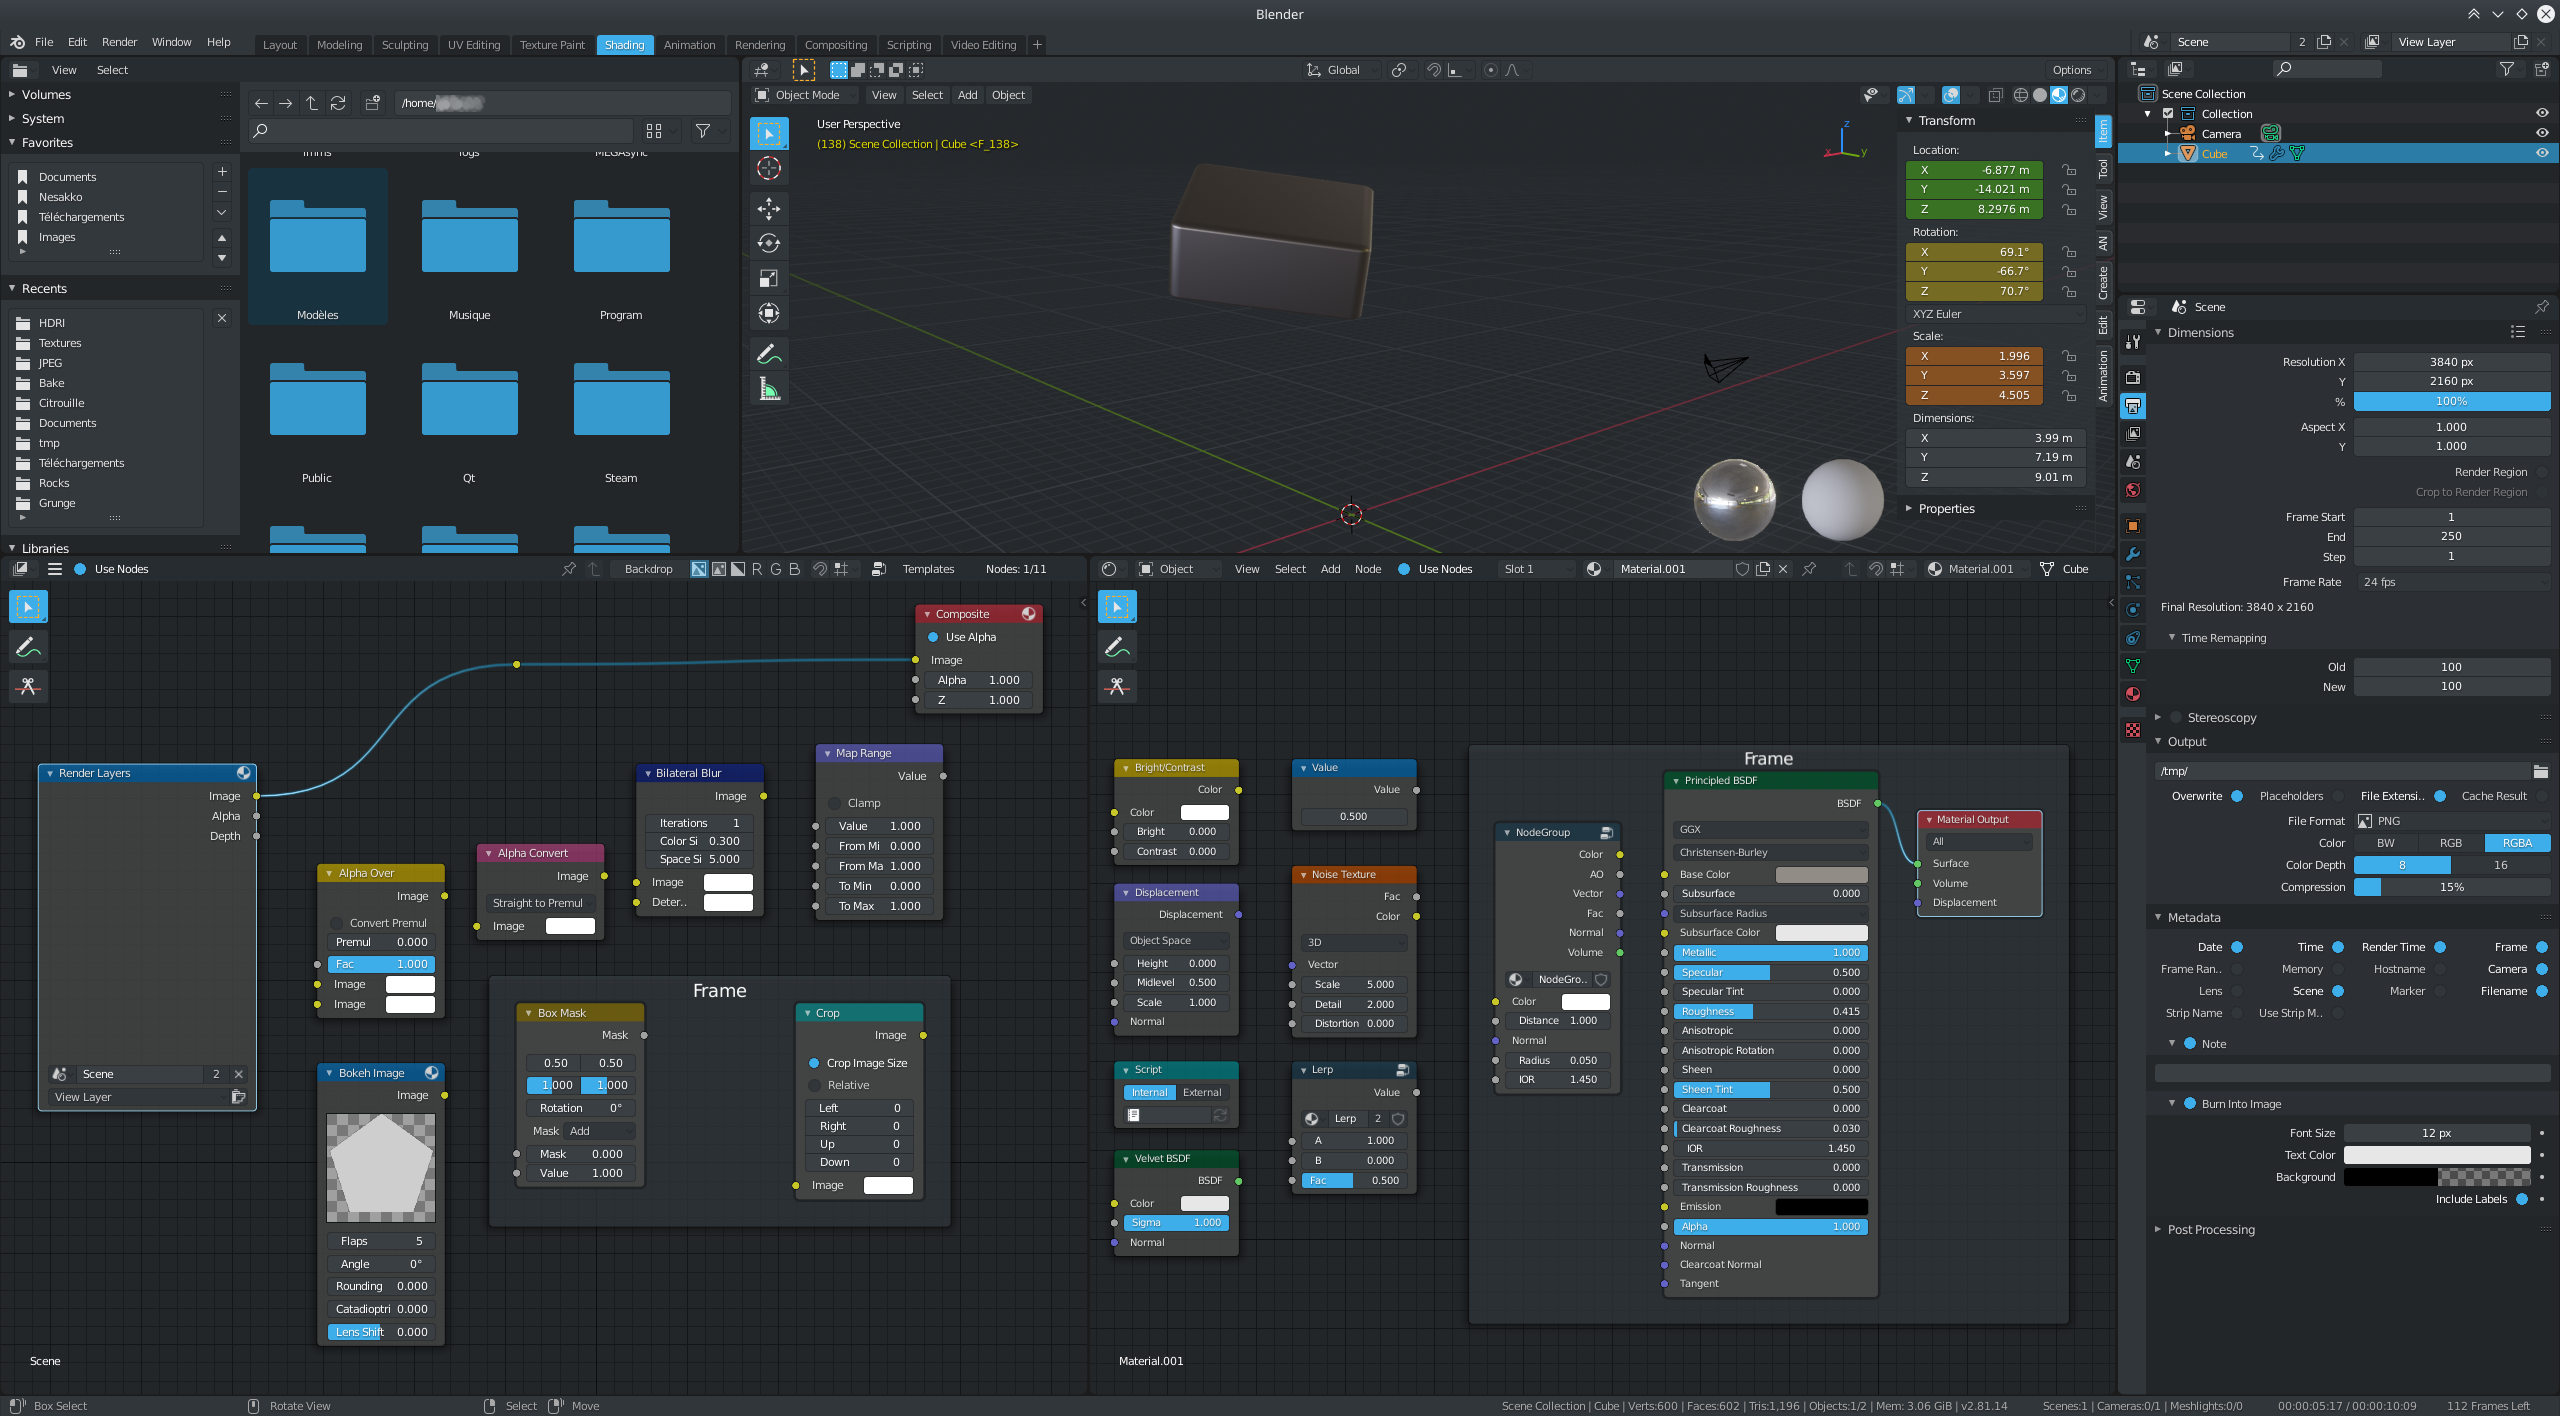 Blender
File Edit Render Window Help
Layout Modeling Sculpting UV Editing Texture Paint Shading Animation Rendering Compositing Scripting Video Editing +
Scene 2 View Layer
View Select
Volumes
System
Favorites
Documents
Nesakko
Téléchargements
Images
Recents
HDRI
Textures
JPEG
Bake
Citrouille
Documents
tmp
Téléchargements
Rocks
Grunge
Libraries
/home/
MEGAsync
Modèles Musique Program
Public Qt Steam
Global
Options
Object Mode View Select Add Object
User Perspective
(138) Scene Collection | Cube <F_138>
Z
X Y
Transform
Location:
X -6.877 m
Y -14.021 m
Z 8.2976 m
Rotation:
X 69.1°
Y -66.7°
Z 70.7°
XYZ Euler
Scale:
X 1.996
Y 3.597
Z 4.505
Dimensions:
X 3.99 m
Y 7.19 m
Z 9.01 m
Properties
Item
Tool
View
AN
Create
Edit
Animation
Scene Collection
Collection
Camera
Cube
Scene
Dimensions
Resolution X 3840 px
Y 2160 px
% 100%
Aspect X 1.000
Y 1.000
Render Region
Crop to Render Region
Frame Start 1
End 250
Step 1
Frame Rate 24 fps
Final Resolution: 3840 x 2160
Time Remapping
Old 100
New 100
Stereoscopy
Output
/tmp/
Overwrite Placeholders File Extensi.. Cache Result
File Format PNG
Color BW RGB RGBA
Color Depth 8 16
Compression 15%
Metadata
Date Time Render Time Frame
Frame Ran.. Memory Hostname Camera
Lens Scene Marker Filename
Strip Name Use Strip M..
Note
Burn Into Image
Font Size 12 px
Text Color
Background
Include Labels
Post Processing
Use Nodes Backdrop R G B Templates Nodes: 1/11
Composite
Use Alpha
Image
Alpha 1.000
Z 1.000
Render Layers
Image
Alpha
Depth
Scene 2
View Layer
Alpha Over
Image
Convert Premul
Premul 0.000
Fac 1.000
Image
Image
Alpha Convert
Image
Straight to Premul
Image
Bilateral Blur
Image
Iterations 1
Color Si 0.300
Space Si 5.000
Image
Deter..
Map Range
Value
Clamp
Value 1.000
From Mi 0.000
From Ma 1.000
To Min 0.000
To Max 1.000
Bokeh Image
Image
Flaps 5
Angle 0°
Rounding 0.000
Catadioptri 0.000
Lens Shift 0.000
Frame
Box Mask
Mask
0.50 0.50
1.000 1.000
Rotation 0°
Mask Add
Mask 0.000
Value 1.000
Crop
Image
Crop Image Size
Relative
Left 0
Right 0
Up 0
Down 0
Image
Scene
Object View Select Add Node Use Nodes Slot 1 Material.001 Material.001 Cube
Bright/Contrast
Color
Color
Bright 0.000
Contrast 0.000
Value
Value
0.500
Displacement
Displacement
Object Space
Height 0.000
Midlevel 0.500
Scale 1.000
Normal
Noise Texture
Fac
Color
3D
Vector
Scale 5.000
Detail 2.000
Distortion 0.000
Script
Internal External
Lerp
Value
Lerp 2
A 1.000
B 0.000
Fac 0.500
Velvet BSDF
BSDF
Color
Sigma 1.000
Normal
Frame
NodeGroup
Color
AO
Vector
Fac
Normal
Volume
NodeGro..
Color
Distance 1.000
Normal
Radius 0.050
IOR 1.450
Principled BSDF
BSDF
GGX
Christensen-Burley
Base Color
Subsurface 0.000
Subsurface Radius
Subsurface Color
Metallic 1.000
Specular 0.500
Specular Tint 0.000
Roughness 0.415
Anisotropic 0.000
Anisotropic Rotation 0.000
Sheen 0.000
Sheen Tint 0.500
Clearcoat 0.000
Clearcoat Roughness 0.030
IOR 1.450
Transmission 0.000
Transmission Roughness 0.000
Emission
Alpha 1.000
Normal
Clearcoat Normal
Tangent
Material Output
All
Surface
Volume
Displacement
Material.001
Box Select Rotate View Select Move
Scene Collection | Cube | Verts:600 | Faces:602 | Tris:1,196 | Objects:1/2 | Mem: 3.06 GiB | v2.81.14 Scenes:1 | Cameras:0/1 | Meshlights:0/0 00:00:05:17 / 00:00:10:09 112 Frames Left